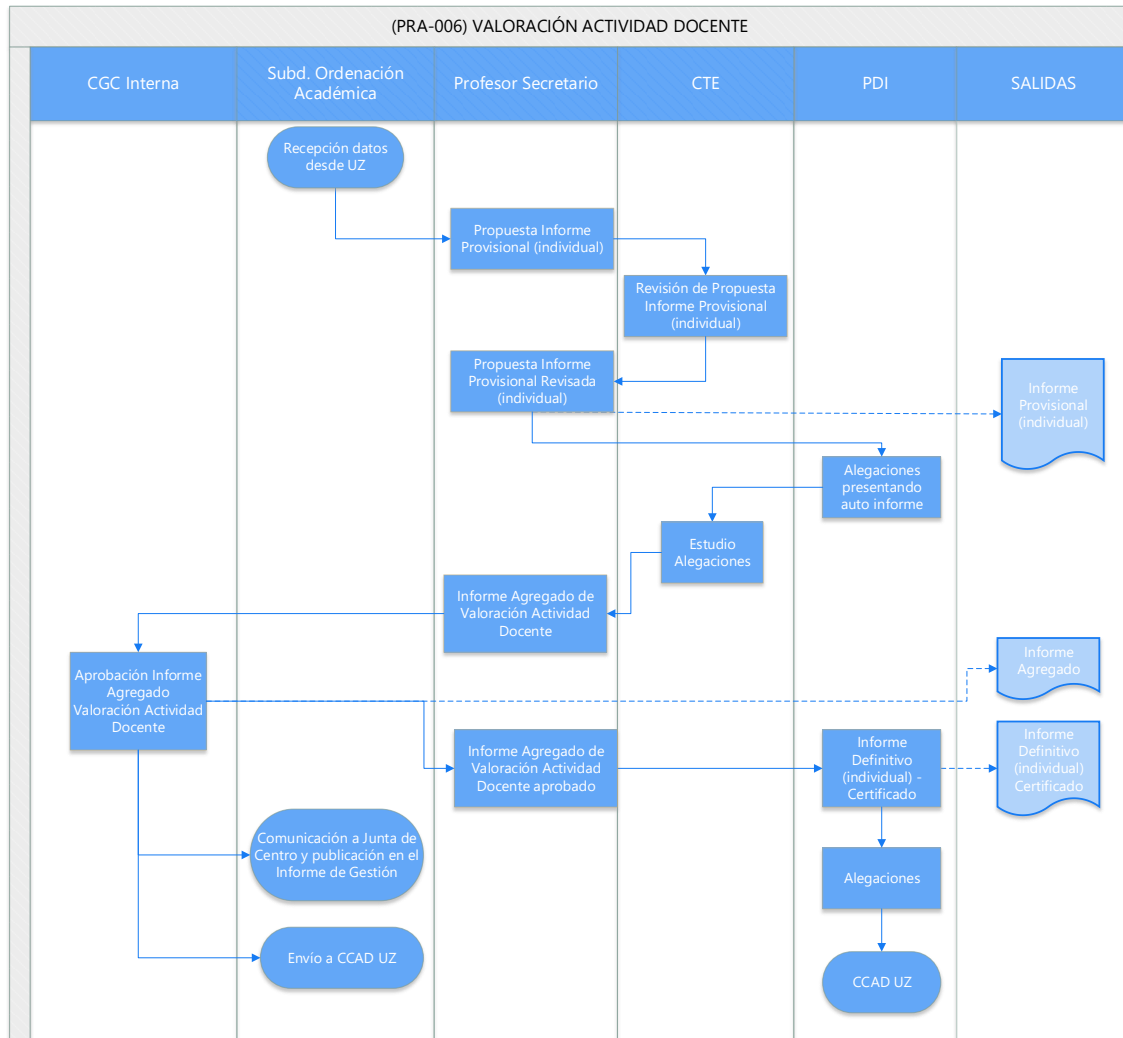 (PRA-006) VALORACIÓN ACTIVIDAD DOCENTE
CGC Interna
Subd. Ordenación
Académica
Profesor Secretario
CTE
PDI
SALIDAS
Recepción datos
desde UZ
Propuesta Informe
Provisional (individual)
Revisión de Propuesta
Informe Provisional
(individual)
Propuesta Informe
Provisional Revisada
(individual)
Informe
Provisional
(individual)
Alegaciones
presentando
auto informe
Estudio
Alegaciones
Informe Agregado de
Valoración Actividad
Docente
Aprobación Informe
Agregado
Valoración Actividad
Docente
Informe
Agregado
Informe Agregado de
Valoración Actividad
Docente aprobado
Informe
Definitivo
(individual) -
Certificado
Informe
Definitivo
(individual)
Certificado
Comunicación a Junta de
Centro y publicación en el
Informe de Gestión
Alegaciones
Envío a CCAD UZ
CCAD UZ